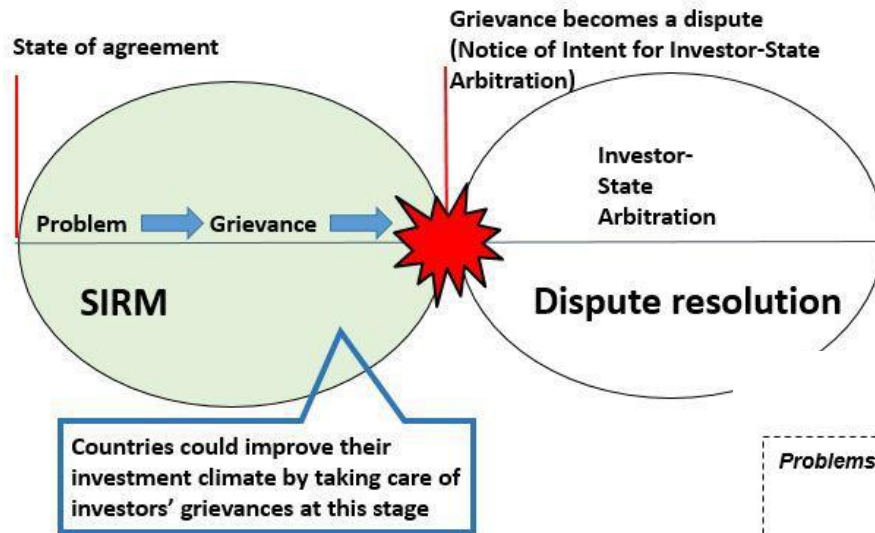 State of agreement
Grievance becomes a dispute
(Notice of Intent for Investor-State
Arbitration)
Investor-
State
Arbitration
Problem
Grievance
SIRM
Dispute resolution
Countries could improve their
investment climate by taking care of
investors’ grievances at this stage
Problems